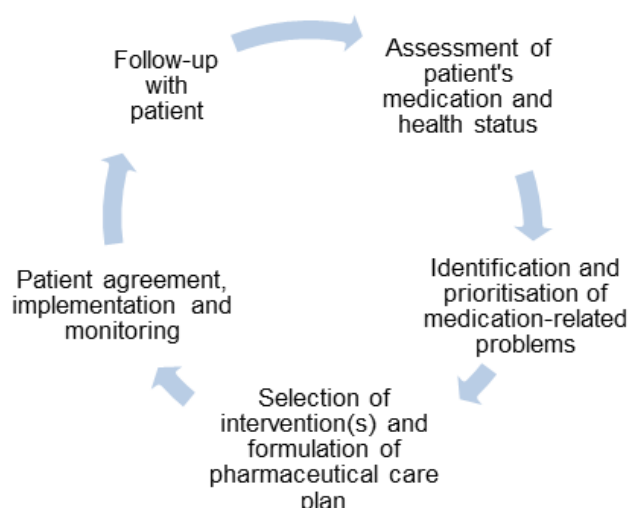 Follow-up
with
patient
Assessment of
patient's
medication and
health status
Identification and
prioritisation of
medication-related
problems
Selection of
intervention(s) and
formulation of
pharmaceutical care
plan
Patient agreement,
implementation and
monitoring